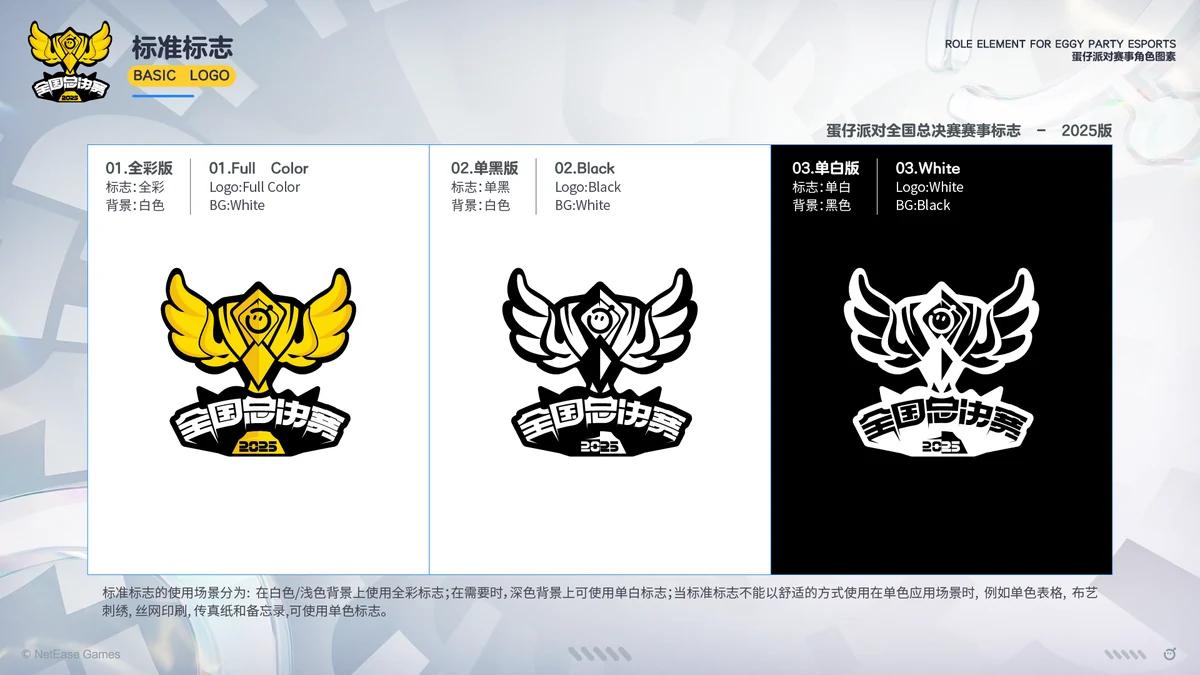 全国总决赛
2025
标准标志
BASIC LOGO
ROLE ELEMENT FOR EGGY PARTY ESPORTS
蛋仔派对赛事角色图素
蛋仔派对全国总决赛赛事标志 - 2025版
01.全彩版
标志:全彩
背景:白色
01.Full Color
Logo:Full Color
BG:White
02.单黑版
标志:单黑
背景:白色
02.Black
Logo:Black
BG:White
03.单白版
标志:单白
背景:黑色
03.White
Logo:White
BG:Black
全国总决赛
2025
全国总决赛
2025
全国总决赛
2025
标准标志的使用场景分为: 在白色/浅色背景上使用全彩标志;在需要时,深色背景上可使用单白标志;当标准标志不能以舒适的方式使用在单色应用场景时, 例如单色表格, 布艺
刺绣, 丝网印刷, 传真纸和备忘录,可使用单色标志。
© NetEase Games